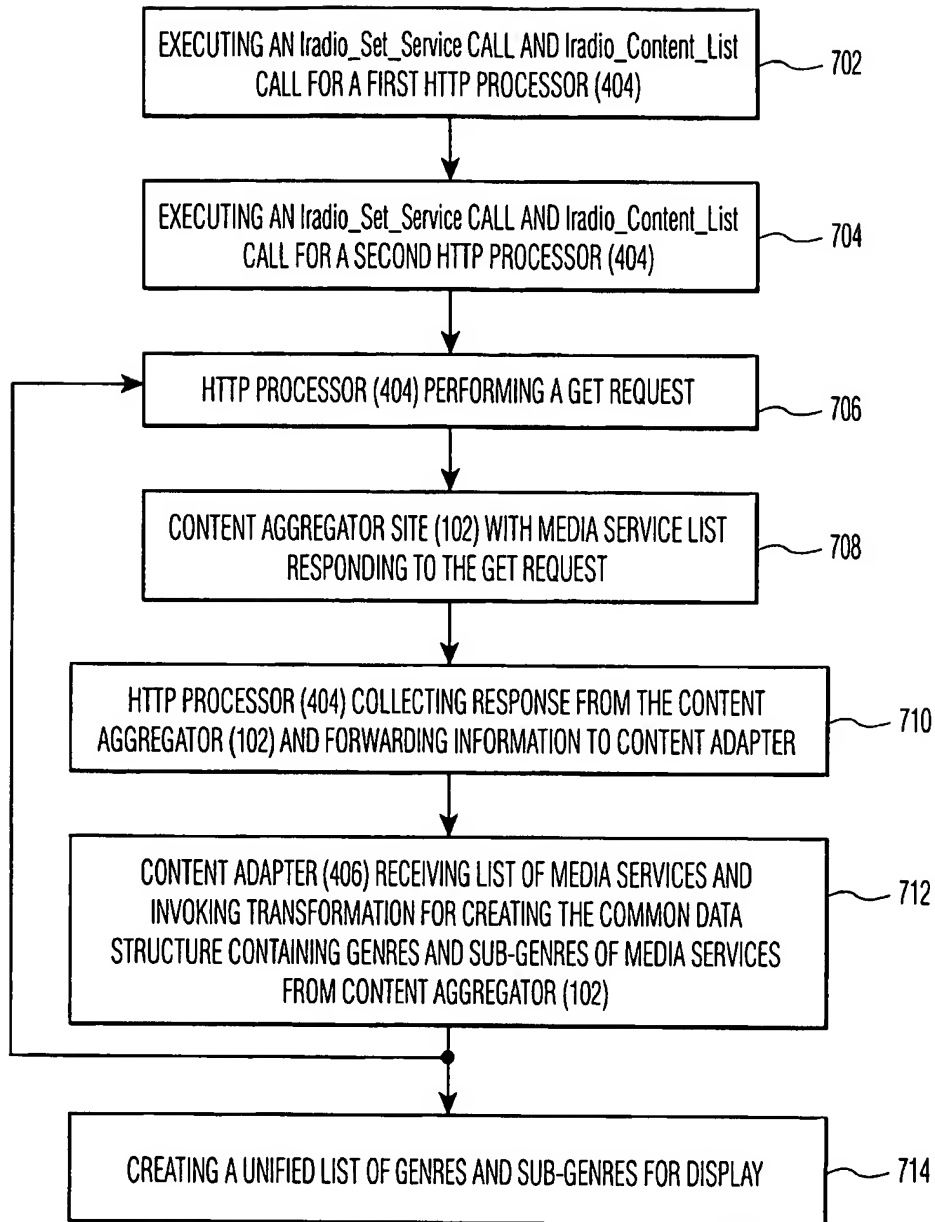 EXECUTING AN Iradio_Set_Service CALL AND Iradio_Content_List
CALL FOR A FIRST HTTP PROCESSOR (404)
702
EXECUTING AN Iradio_Set_Service CALL AND Iradio_Content_List
CALL FOR A SECOND HTTP PROCESSOR (404)
704
HTTP PROCESSOR (404) PERFORMING A GET REQUEST
706
CONTENT AGGREGATOR SITE (102) WITH MEDIA SERVICE LIST
RESPONDING TO THE GET REQUEST
708
HTTP PROCESSOR (404) COLLECTING RESPONSE FROM THE CONTENT
AGGREGATOR (102) AND FORWARDING INFORMATION TO CONTENT ADAPTER
710
CONTENT ADAPTER (406) RECEIVING LIST OF MEDIA SERVICES AND
INVOKING TRANSFORMATION FOR CREATING THE COMMON DATA
STRUCTURE CONTAINING GENRES AND SUB-GENRES OF MEDIA SERVICES
FROM CONTENT AGGREGATOR (102)
712
CREATING A UNIFIED LIST OF GENRES AND SUB-GENRES FOR DISPLAY
714